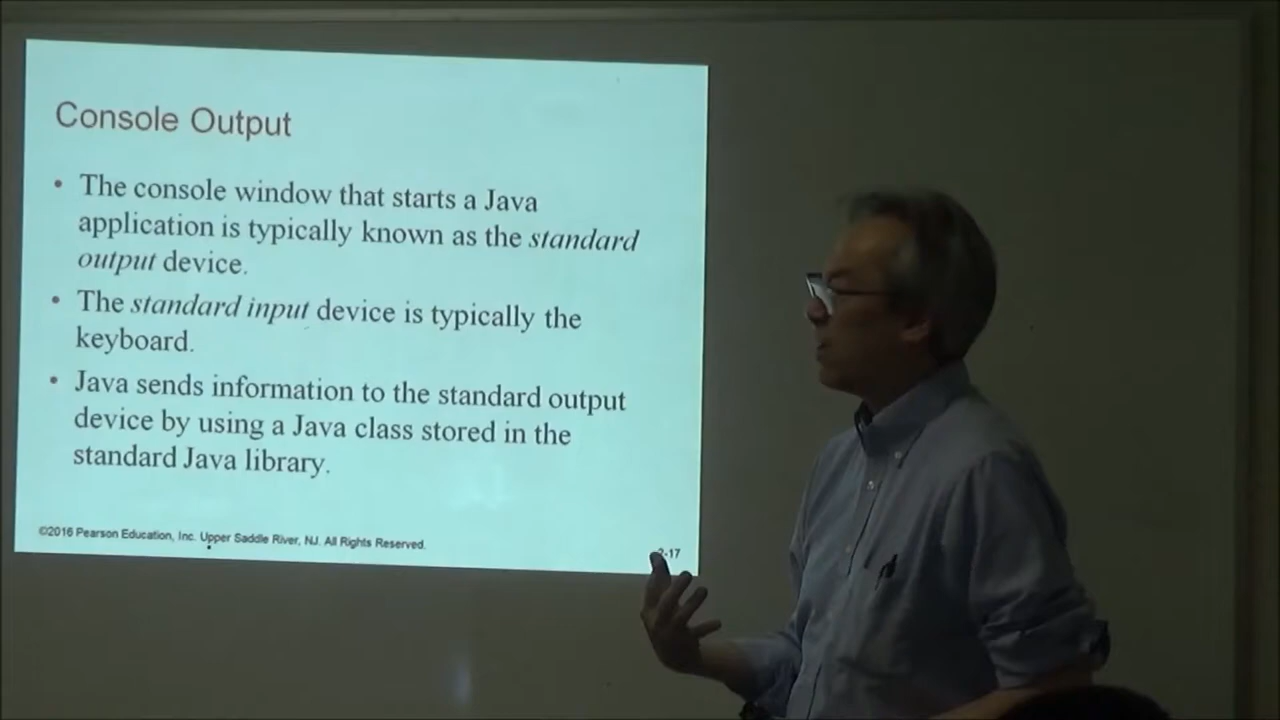 Console Output
• The console window that starts a Java
application is typically known as the standard
output device.
• The standard input device is typically the
keyboard.
• Java sends information to the standard output
device by using a Java class stored in the
standard Java library.
©2016 Pearson Education, Inc. Upper Saddle River, NJ. All Rights Reserved.
2-17